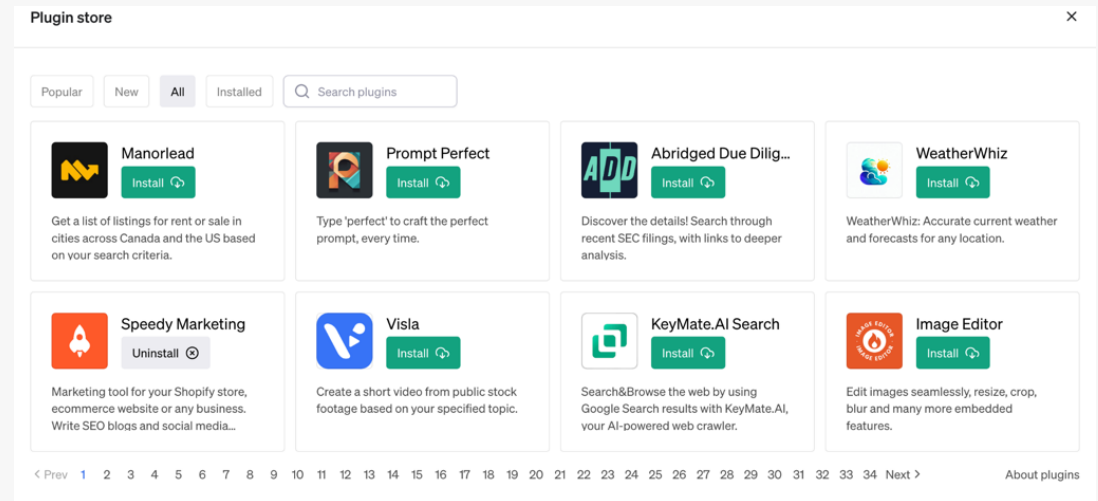 Plugin store
Popular
New
All
Installed
Search plugins
Manorlead
Install
Get a list of listings for rent or sale in
cities across Canada and the US based
on your search criteria.
Prompt Perfect
Install
Type 'perfect' to craft the perfect
prompt, every time.
ADD
Abridged Due Dilig...
Install
Discover the details! Search through
recent SEC filings, with links to deeper
analysis.
WeatherWhiz
Install
WeatherWhiz: Accurate current weather
and forecasts for any location.
Speedy Marketing
Uninstall
Marketing tool for your Shopify store,
ecommerce website or any business.
Write SEO blogs and social media...
Visla
Install
Create a short video from public stock
footage based on your specified topic.
KeyMate.AI Search
Install
Search&Browse the web by using
Google Search results with KeyMate.AI,
your AI-powered web crawler.
IMAGE EDITOR
IMAGE EDITOR
Image Editor
Install
Edit images seamlessly, resize, crop,
blur and many more embedded
features.
< Prev 1 2 3 4 5 6 7 8 9 10 11 12 13 14 15 16 17 18 19 20 21 22 23 24 25 26 27 28 29 30 31 32 33 34 Next >
About plugins